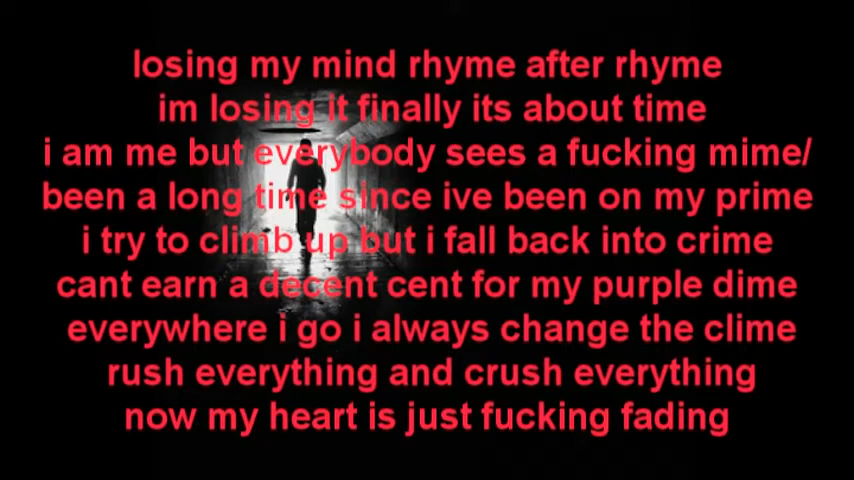 losing my mind rhyme after rhyme
im losing it finally its about time
i am me but everybody sees a fucking mime/
been a long time since ive been on my prime
i try to climb up but i fall back into crime
cant earn a decent cent for my purple dime
everywhere i go i always change the clime
rush everything and crush everything
now my heart is just fucking fading